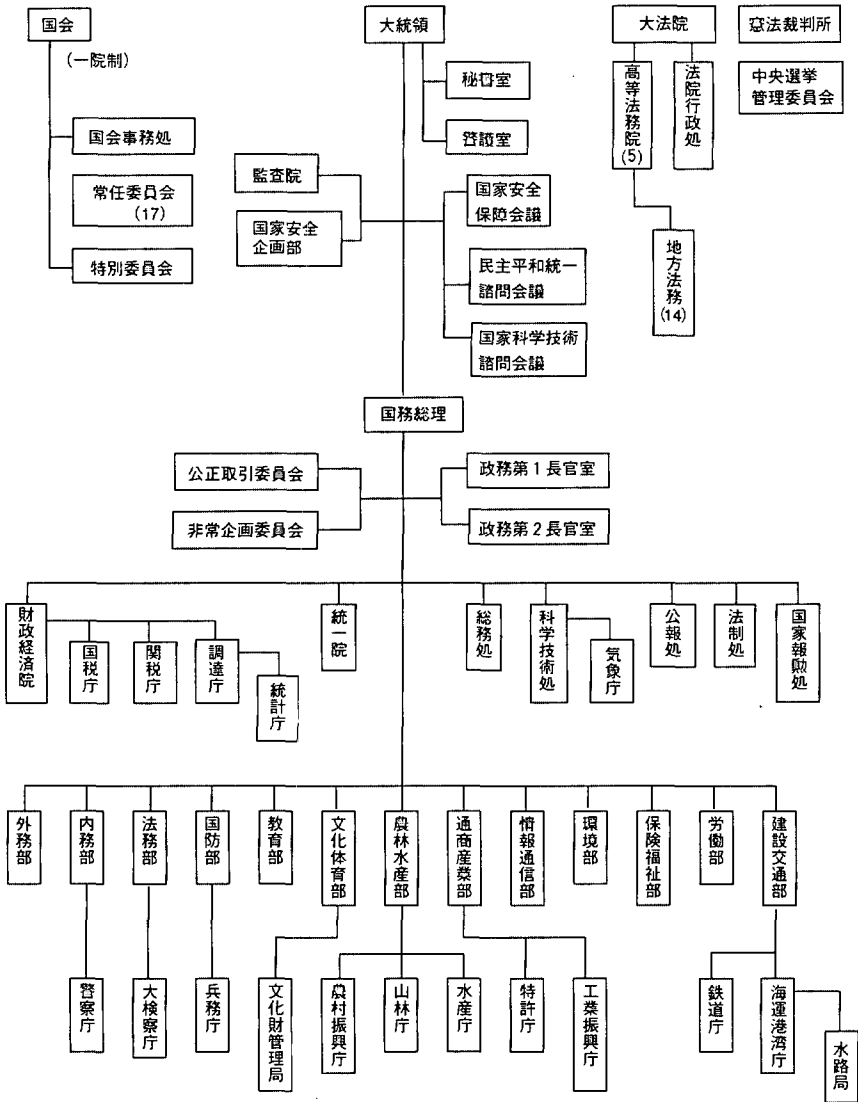 国会
(一院制)
国会事務処
常任委員会
(17)
特別委員会
大統領
秘書室
警護室
監査院
国家安全
企画部
国家安全
保障会議
民主平和統一
諮問会議
国家科学技術
諮問会議
大法院
高等法務院
(5)
法院行政処
地方法務
(14)
憲法裁判所
中央選挙
管理委員会
国務総理
公正取引委員会
非常企画委員会
政務第1長官室
政務第2長官室
財政経済院
国税庁
関税庁
調達庁
統計庁
統一院
総務処
科学技術処
気象庁
公報処
法制処
国家報勲処
外務部
内務部
法務部
国防部
教育部
文化体育部
農林水産部
通商産業部
情報通信部
環境部
保険福祉部
労働部
建設交通部
警察庁
大検察庁
兵務庁
文化財管理局
農村振興庁
山林庁
水産庁
特許庁
工業振興庁
鉄道庁
海運港湾庁
水路局